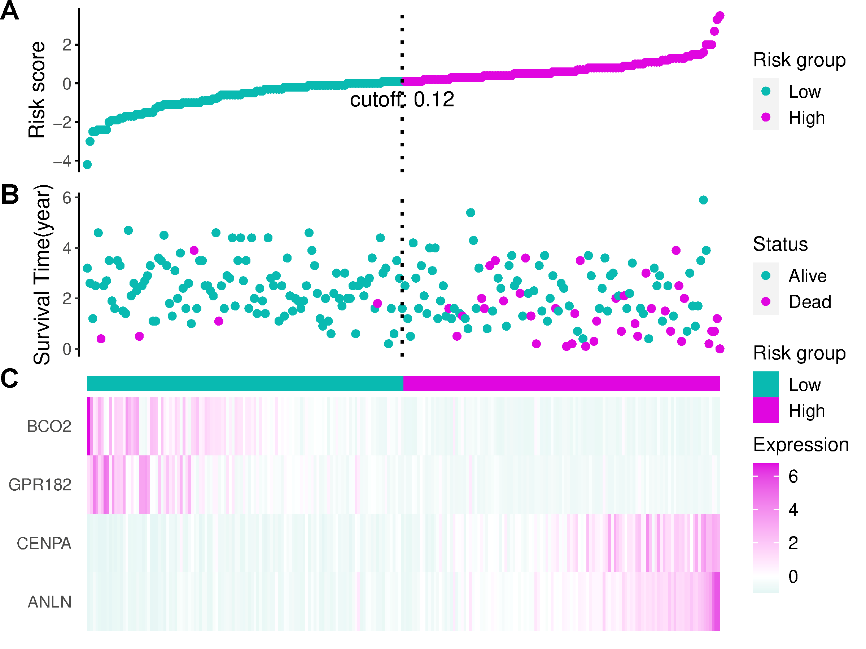 A
Risk score
2
0
−2
−4
cutoff: 0.12
Risk group
Low
High
B
Survival Time(year)
6
4
2
0
Status
Alive
Dead
C
Risk group
Low
High
BCO2
GPR182
CENPA
ANLN
Expression
6
4
2
0